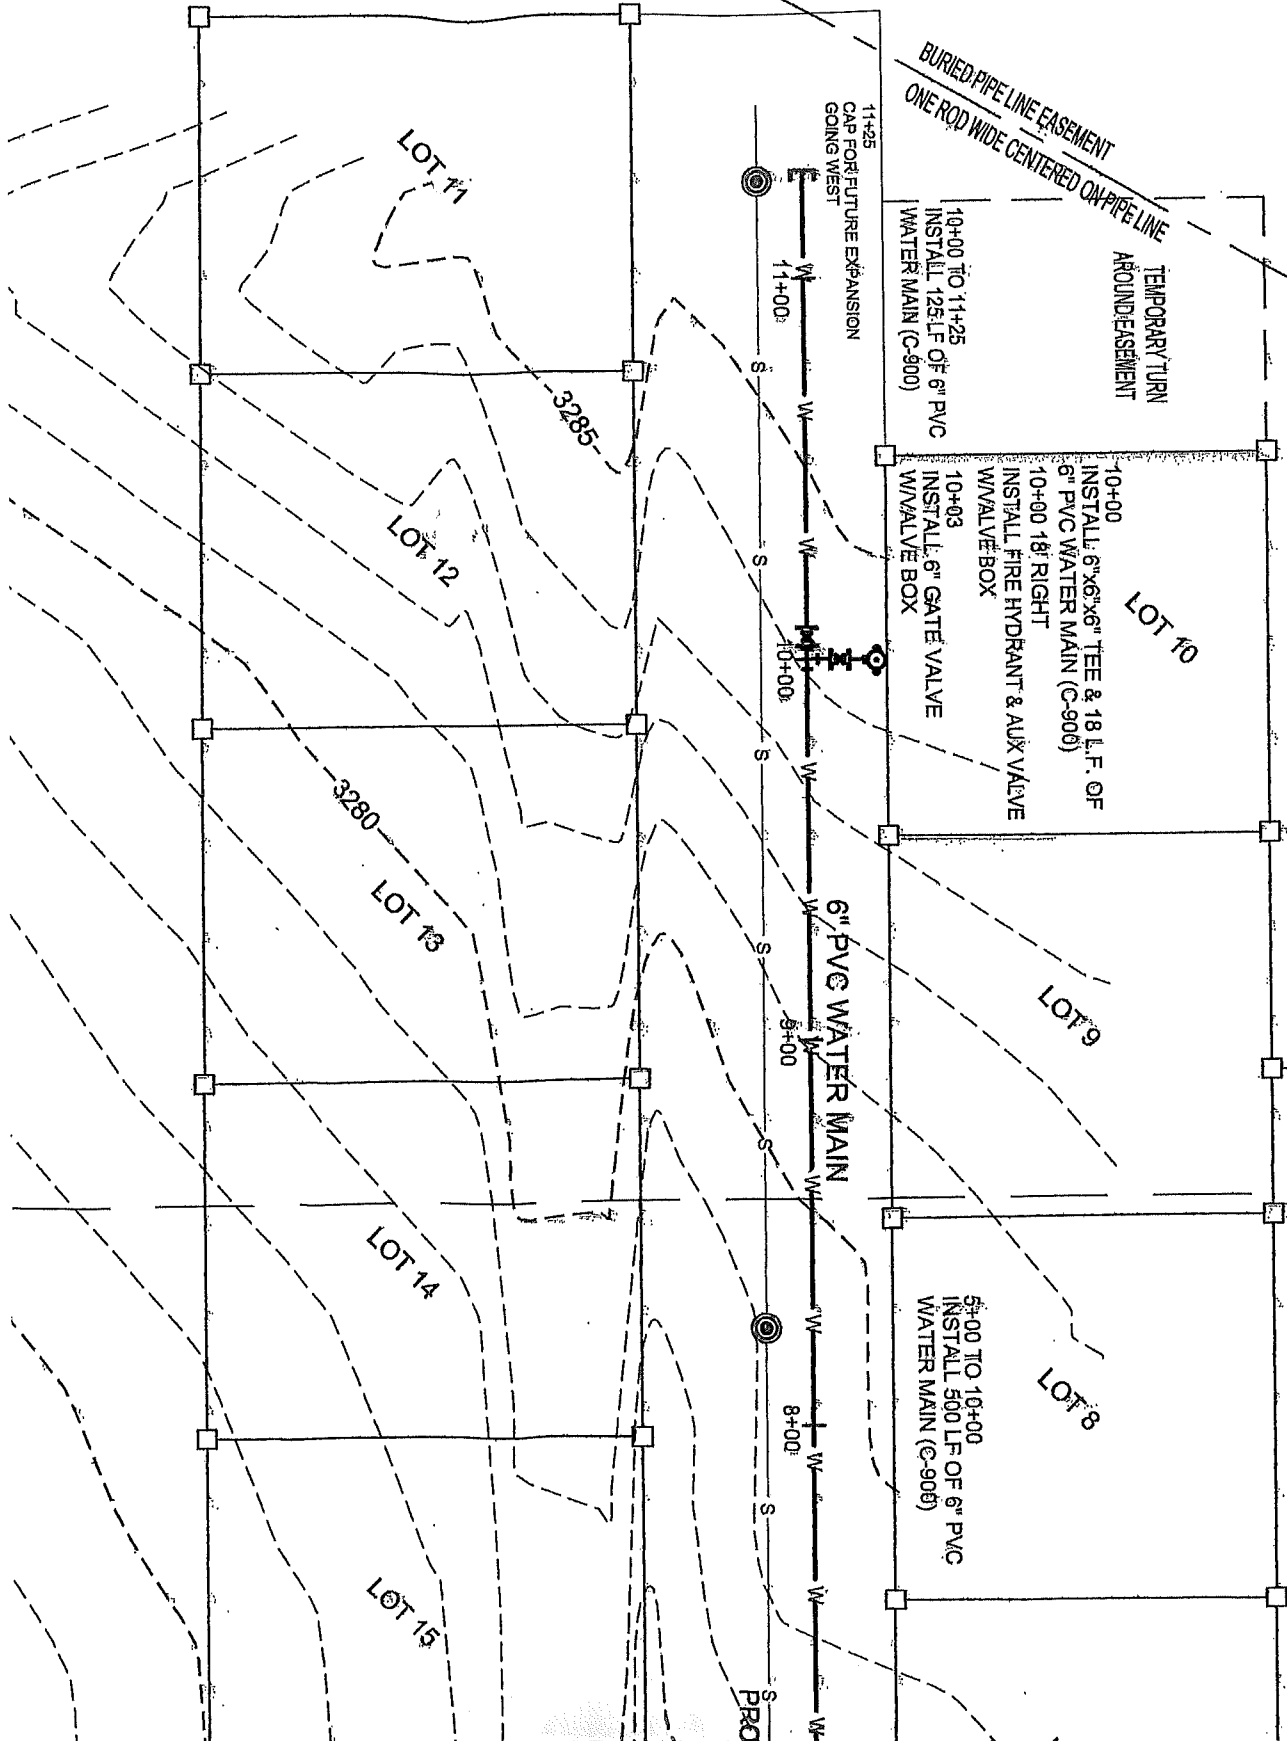 BURIED PIPE LINE EASEMENT
ONE ROD WIDE CENTERED ON PIPE LINE
TEMPORARY TURN
AROUND EASEMENT
11+25
CAP FOR FUTURE EXPANSION
GOING WEST
10+00 TO 11+25
INSTALL 125 LF OF 6" PVC
WATER MAIN (C-900)
10+00
INSTALL 6"x6"x6" TEE & 18 L.F. OF
6" PVC WATER MAIN (C-900)
10+00 18' RIGHT
INSTALL FIRE HYDRANT & AUX VALVE
W/VALVE BOX
10+03
INSTALL 6" GATE VALVE
W/VALVE BOX
5+00 TO 10+00
INSTALL 500 LF OF 6" PVC
WATER MAIN (C-900)
6" PVC WATER MAIN
LOT 8
LOT 9
LOT 10
LOT 11
LOT 12
LOT 13
LOT 14
LOT 15
3285
3280
11+00
10+00
9+00
8+00
W
W
W
W
W
W
W
W
W
W
W
W
S
S
S
S
S
S
S
PRO